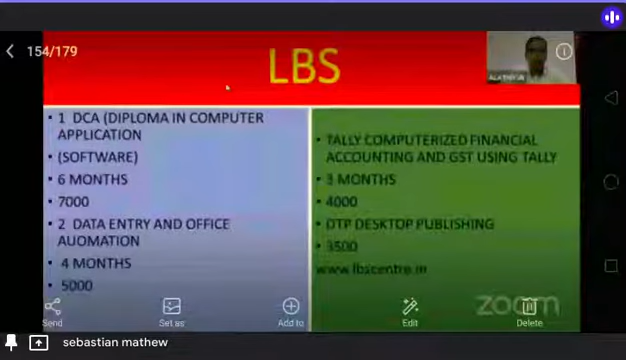 154/179
LBS
• 1 DCA (DIPLOMA IN COMPUTER
APPLICATION
• (SOFTWARE)
• 6 MONTHS
• 7000
• 2 DATA ENTRY AND OFFICE
AUOMATION
• 4 MONTHS
• 5000
• TALLY COMPUTERIZED FINANCIAL
ACCOUNTING AND GST USING TALLY
• 3 MONTHS
• 4000
• DTP DESKTOP PUBLISHING
• 3500
www.lbscentre.in
zoom
Send
Set as
Add to
Edit
Delete
sebastian mathew